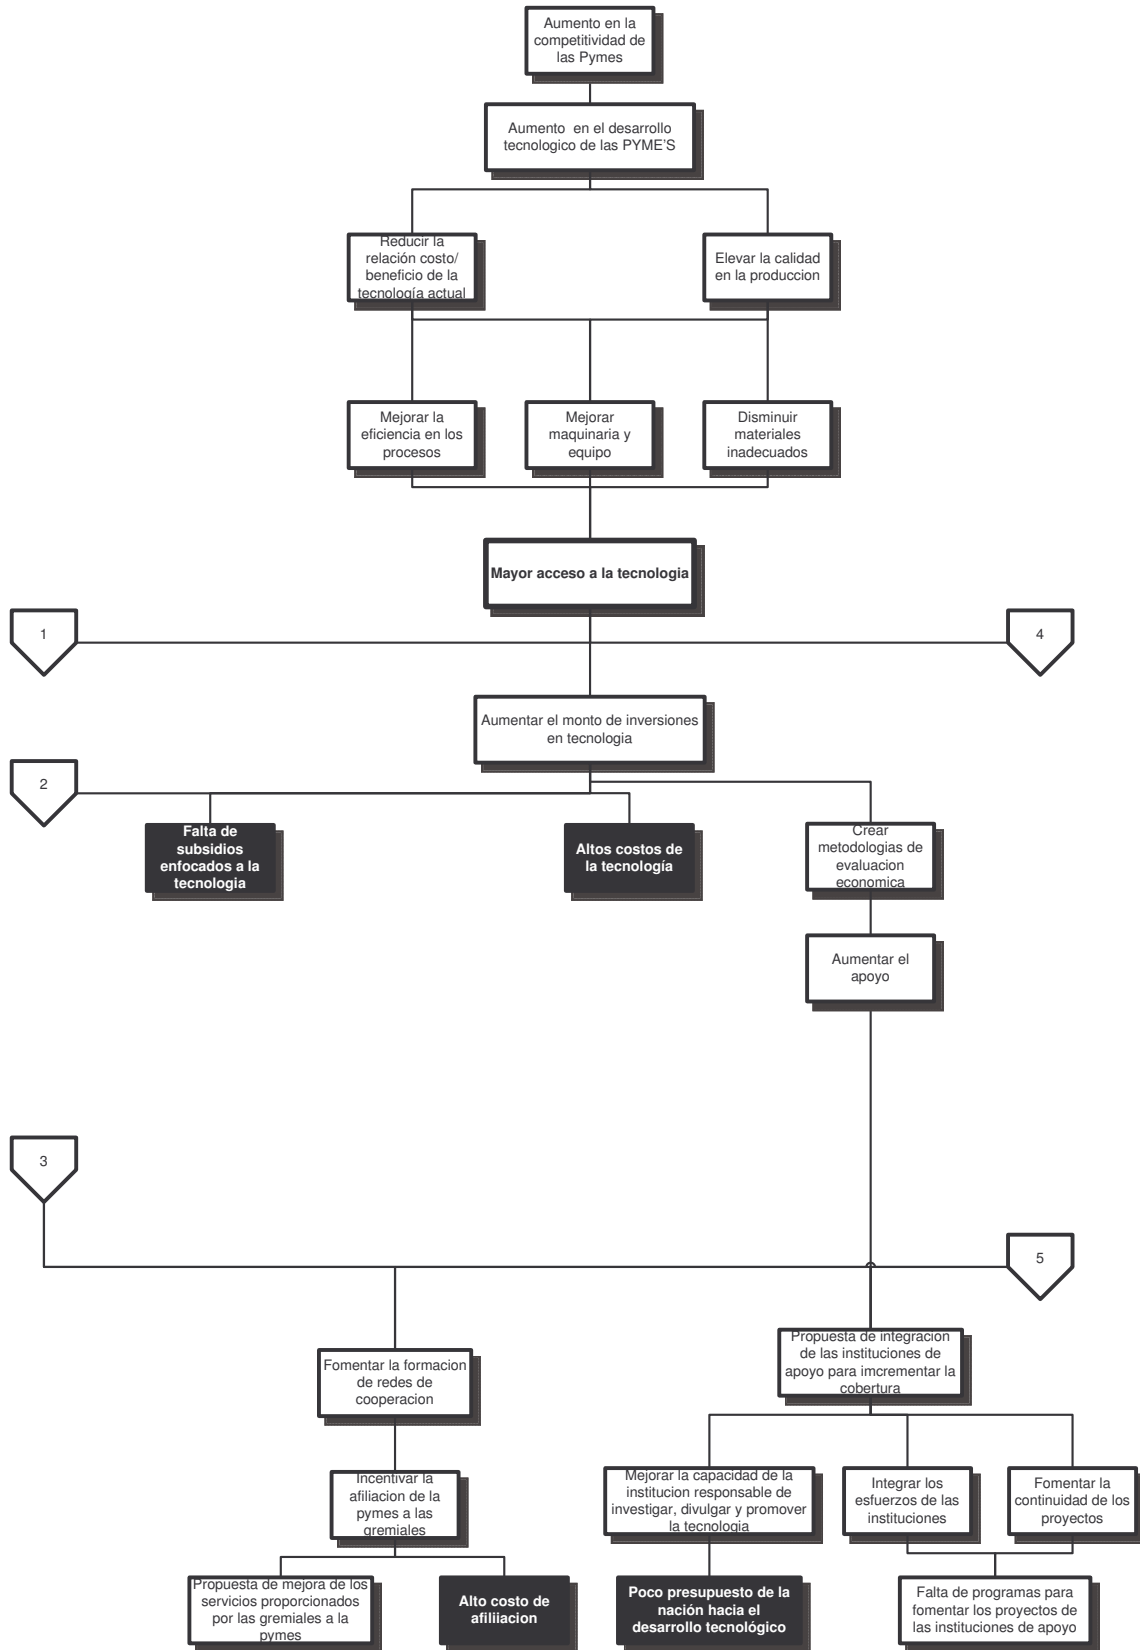 Aumento en la
competitividad de
las Pymes
Aumento en el desarrollo
tecnologico de las PYME'S
Reducir la
relación costo/
beneficio de la
tecnología actual
Elevar la calidad
en la produccion
Mejorar la
eficiencia en los
procesos
Mejorar
maquinaria y
equipo
Disminuir
materiales
inadecuados
Mayor acceso a la tecnologia
1
4
Aumentar el monto de inversiones
en tecnologia
2
Falta de
subsidios
enfocados a la
tecnologia
Altos costos de
la tecnología
Crear
metodologias de
evaluacion
economica
Aumentar el
apoyo
3
5
Fomentar la formacion
de redes de
cooperacion
Propuesta de integracion
de las instituciones de
apoyo para imcrementar la
cobertura
Incentivar la
afiliacion de la
pymes a las
gremiales
Mejorar la capacidad de la
institucion responsable de
investigar, divulgar y promover
la tecnologia
Integrar los
esfuerzos de las
instituciones
Fomentar la
continuidad de los
proyectos
Propuesta de mejora de los
servicios proporcionados
por las gremiales a la
pymes
Alto costo de
afiliiacion
Poco presupuesto de la
nación hacia el
desarrollo tecnológico
Falta de programas para
fomentar los proyectos de
las instituciones de apoyo